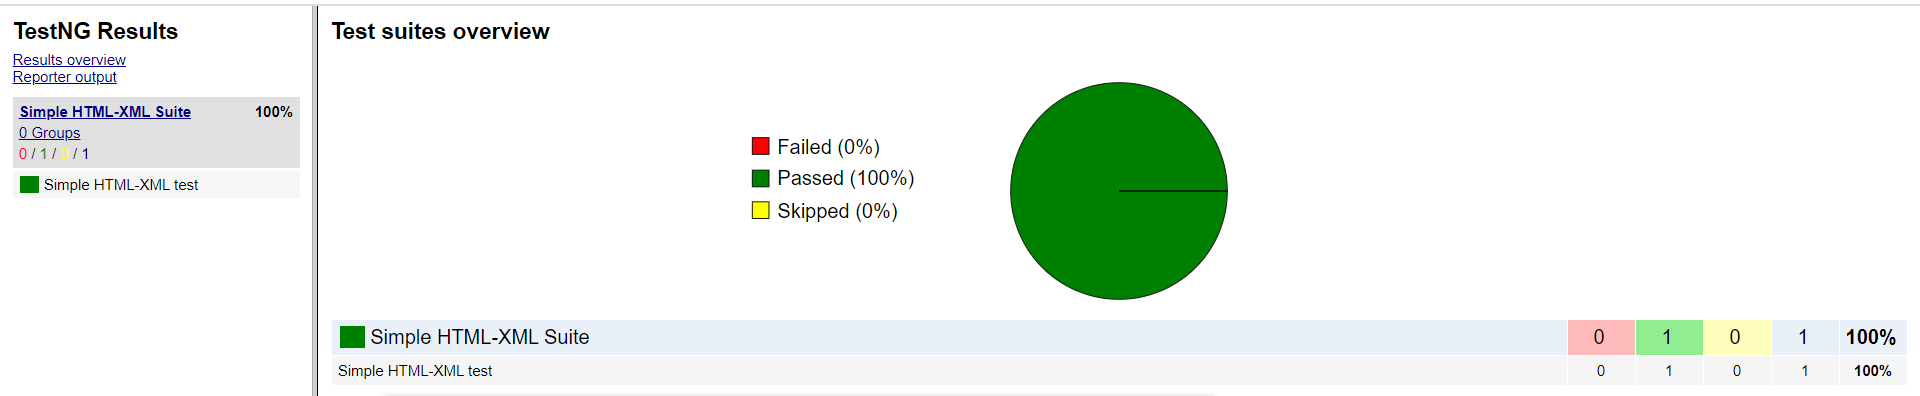 TestNG Results
Results overview
Reporter output
Simple HTML-XML Suite 100%
0 Groups
0 / 1 / 0 / 1
Simple HTML-XML test
Test suites overview
Failed (0%)
Passed (100%)
Skipped (0%)
Simple HTML-XML Suite 0 1 0 1 100%
Simple HTML-XML test 0 1 0 1 100%